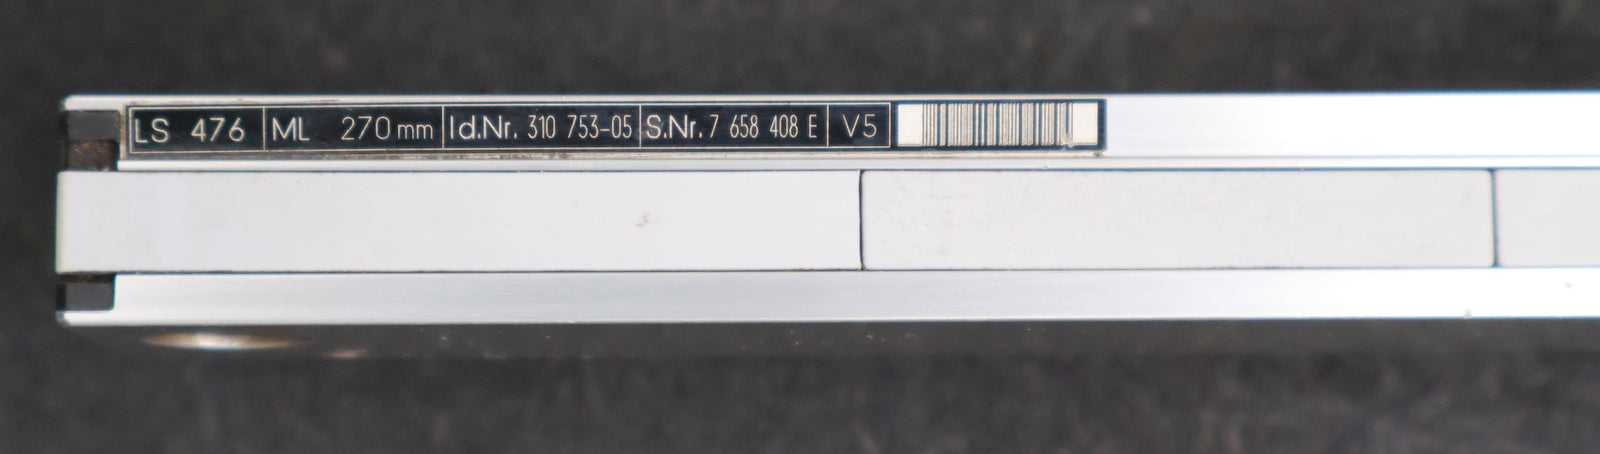 LS 476 ML 270 mm Id.Nr. 310 753-05 S.Nr. 7 658 408 E V5